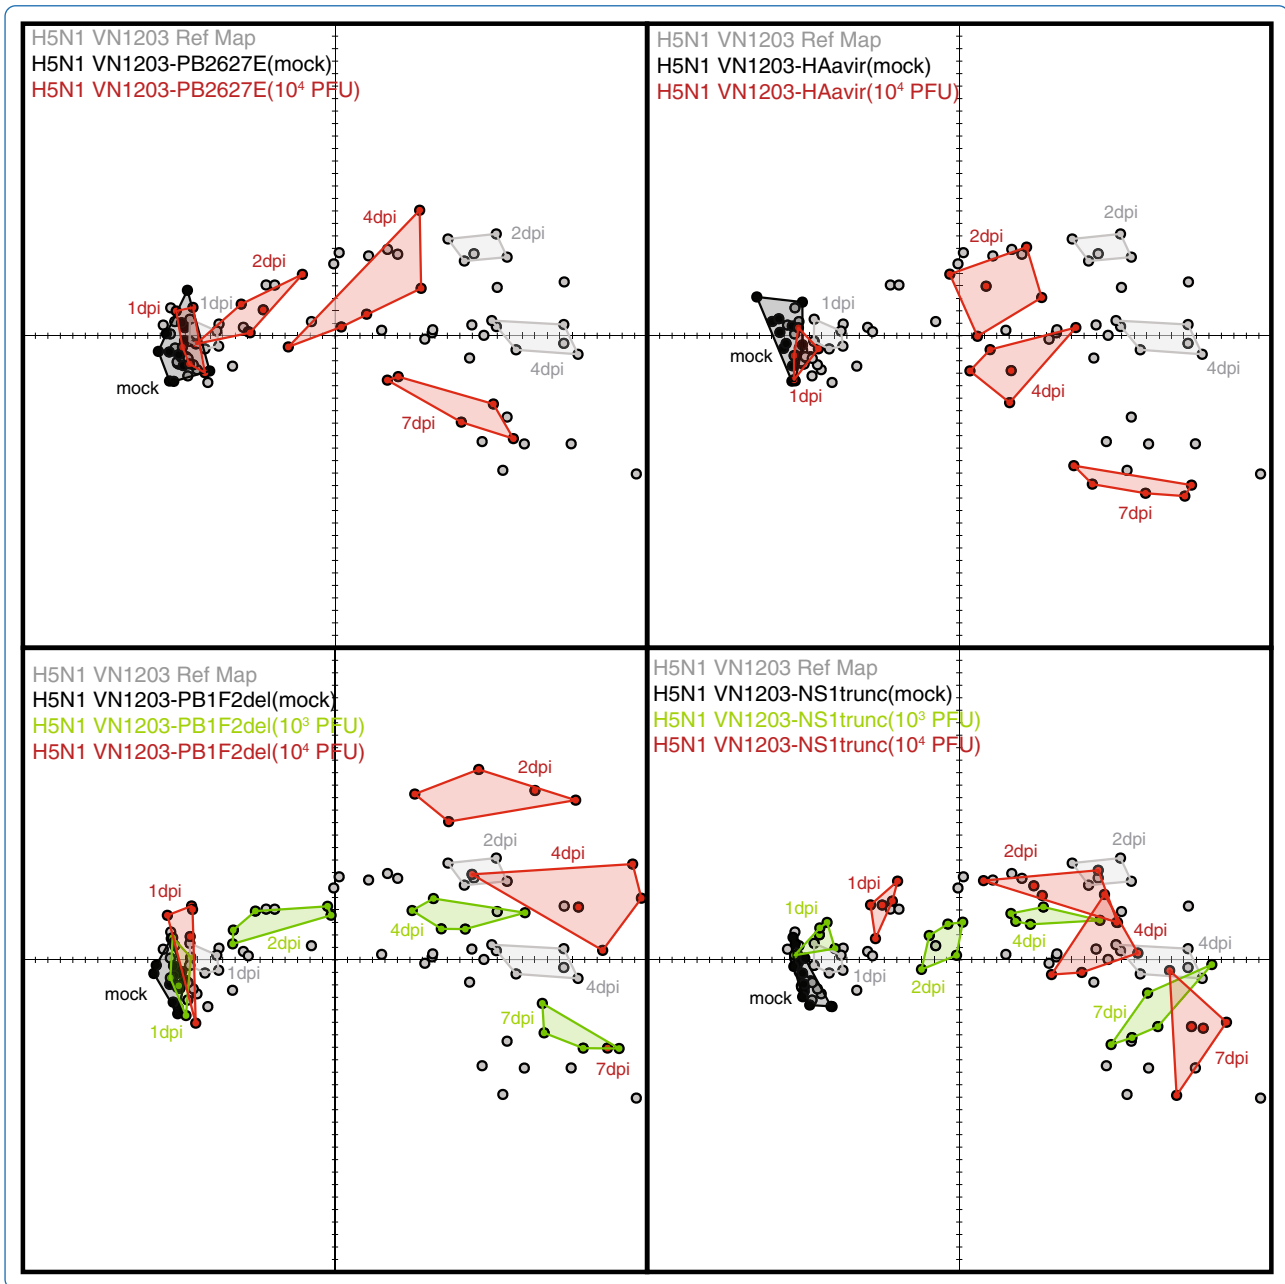 H5N1 VN1203 Ref Map
H5N1 VN1203-PB2627E(mock)
H5N1 VN1203-PB2627E(10⁴ PFU)
4dpi
2dpi
2dpi
1dpi
1dpi
mock
4dpi
7dpi
H5N1 VN1203 Ref Map
H5N1 VN1203-HAavir(mock)
H5N1 VN1203-HAavir(10⁴ PFU)
2dpi
2dpi
1dpi
mock
4dpi
1dpi
4dpi
7dpi
H5N1 VN1203 Ref Map
H5N1 VN1203-PB1F2del(mock)
H5N1 VN1203-PB1F2del(10³ PFU)
H5N1 VN1203-PB1F2del(10⁴ PFU)
2dpi
2dpi
4dpi
1dpi
4dpi
2dpi
1dpi
4dpi
mock
7dpi
1dpi
7dpi
H5N1 VN1203 Ref Map
H5N1 VN1203-NS1trunc(mock)
H5N1 VN1203-NS1trunc(10³ PFU)
H5N1 VN1203-NS1trunc(10⁴ PFU)
2dpi
2dpi
1dpi
1dpi
4dpi
4dpi
4dpi
1dpi
2dpi
mock
7dpi
7dpi